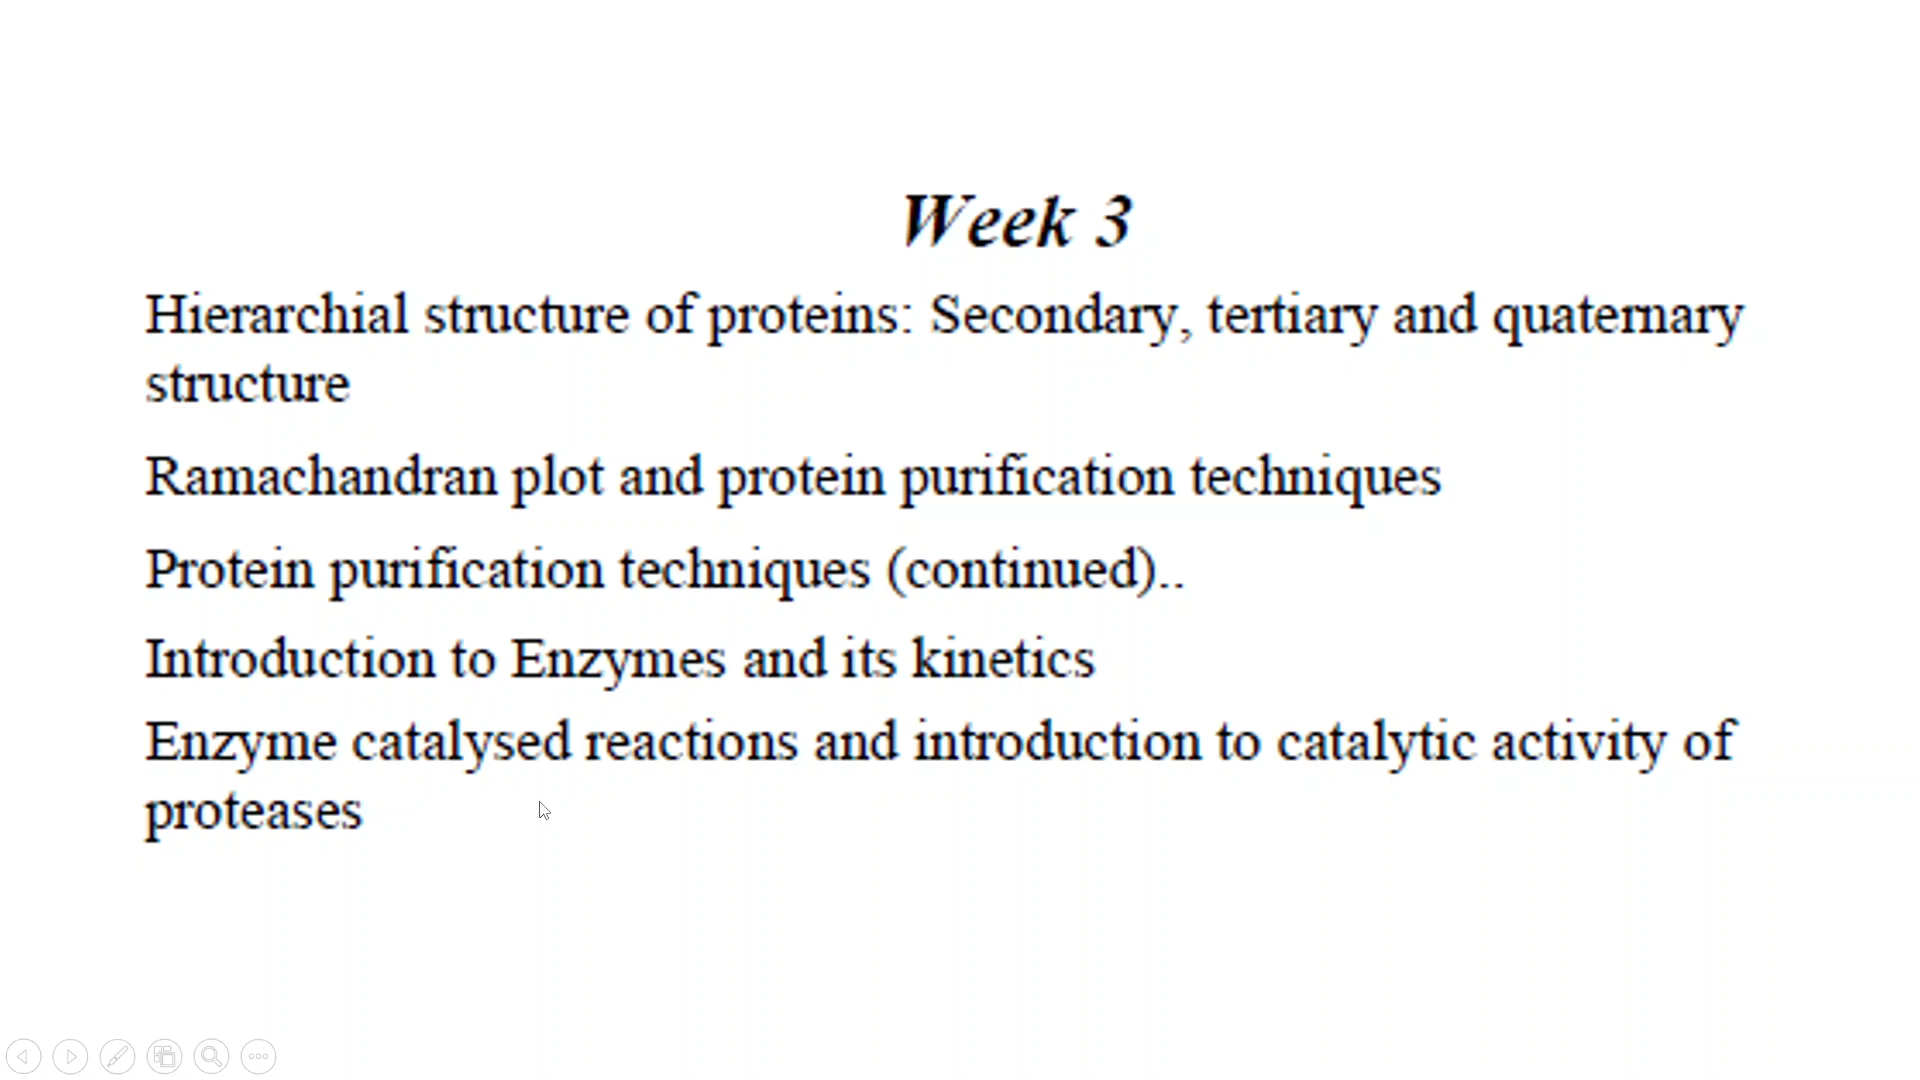 Week 3
Hierarchial structure of proteins: Secondary, tertiary and quaternary
structure
Ramachandran plot and protein purification techniques
Protein purification techniques (continued)..
Introduction to Enzymes and its kinetics
Enzyme catalysed reactions and introduction to catalytic activity of
proteases